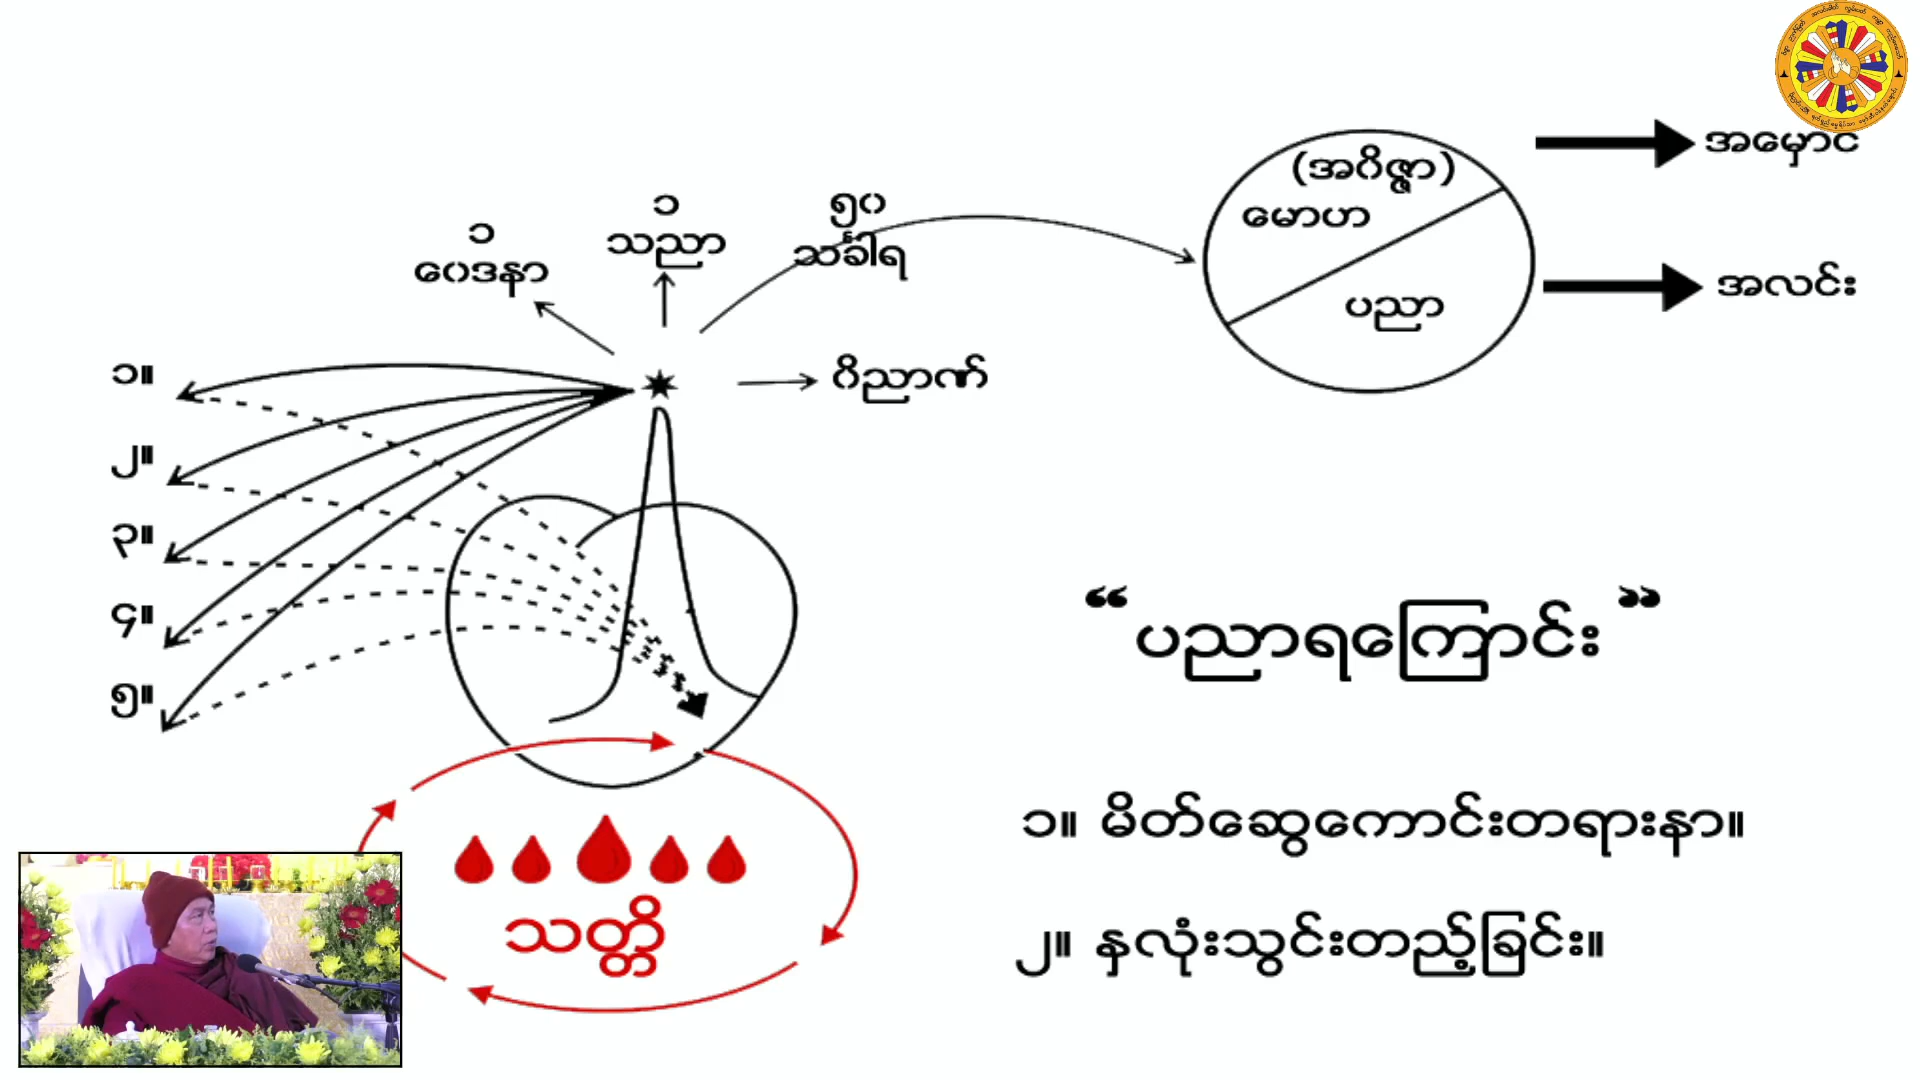 အမှောင်
(အဝိဇ္ဇာ)
မောဟ
ပညာ
အလင်း
၁
ဝေဒနာ
၁
သညာ
၅၀
သင်္ခါရ
ဝိညာဏ်
၁။
၂။
၃။
၄။
၅။
“ပညာရကြောင်း”
၁။ မိတ်ဆွေကောင်းတရားနာ။
၂။ နှလုံးသွင်းတည့်ခြင်း။
သတ္တိ